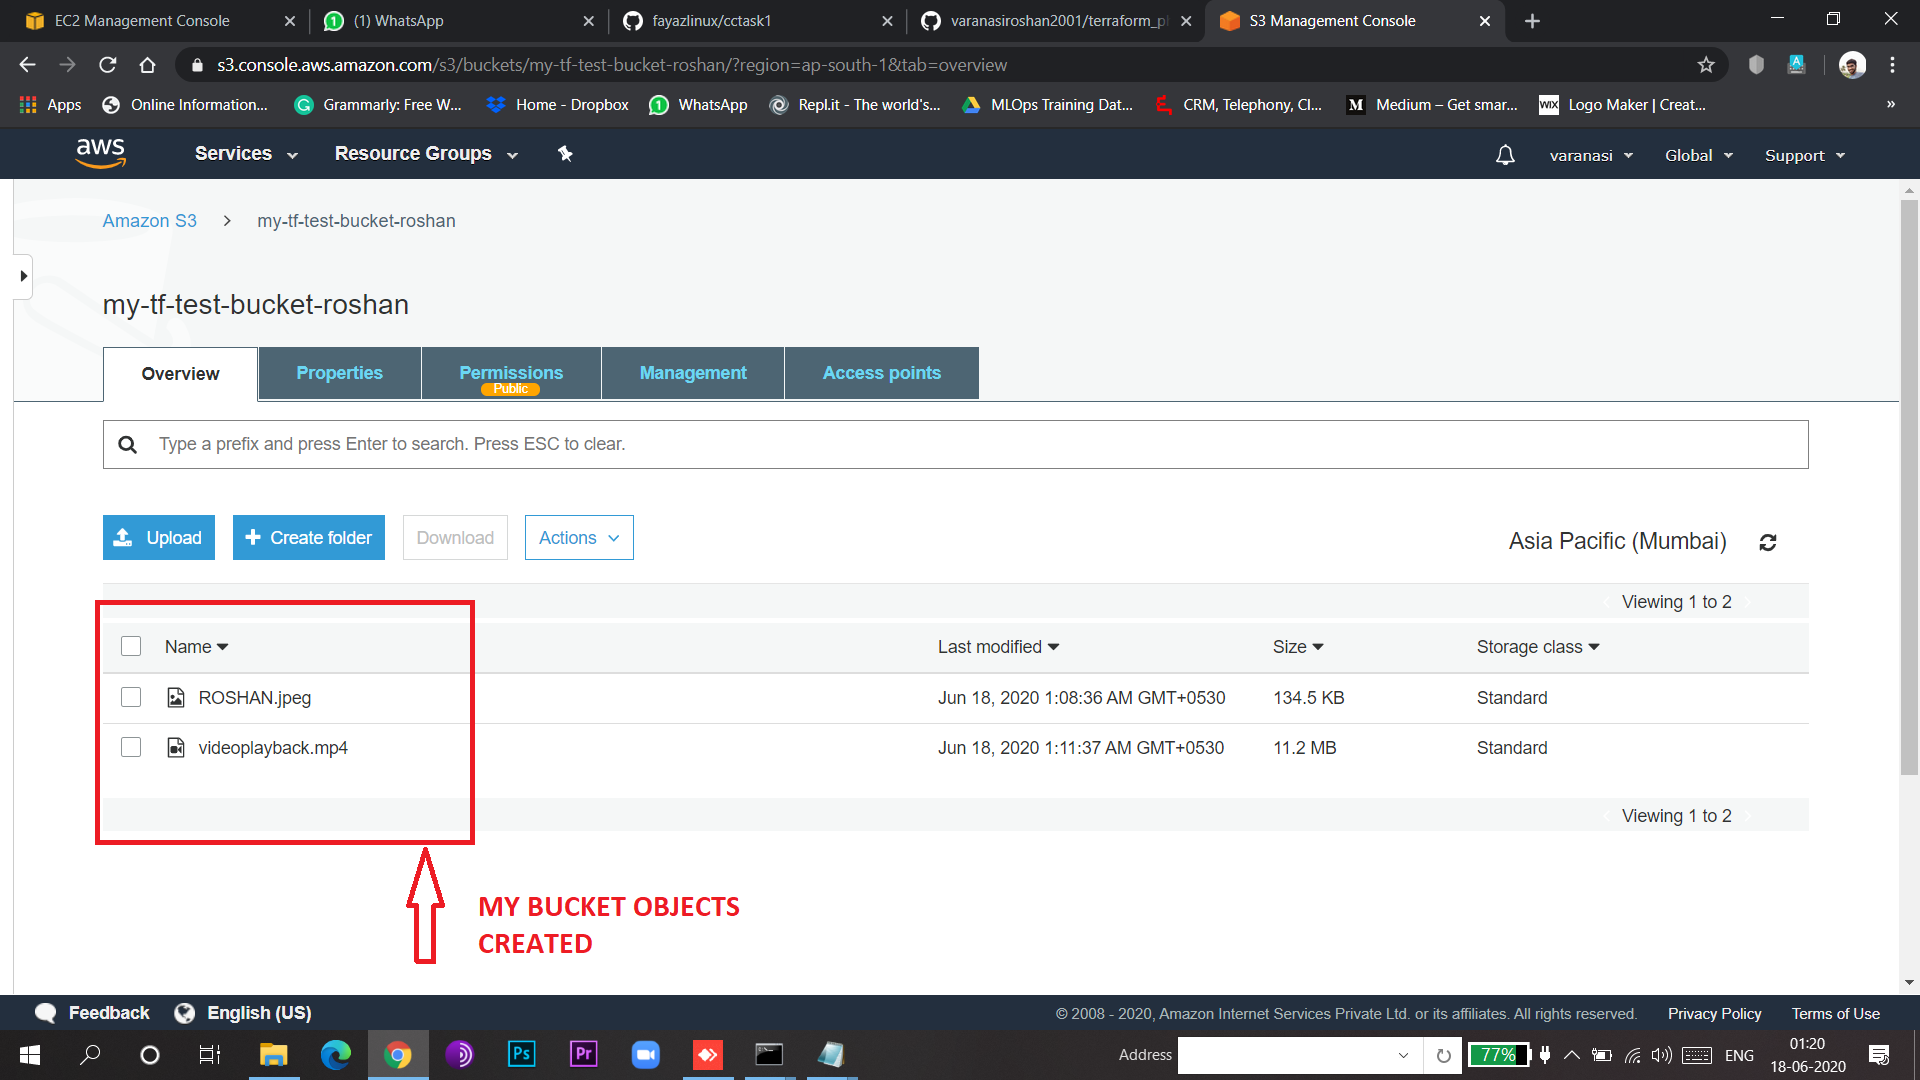 EC2 Management Console
(1) WhatsApp
fayazlinux/cctask1
varanasiroshan2001/terraform_p
S3 Management Console
s3.console.aws.amazon.com/s3/buckets/my-tf-test-bucket-roshan/?region=ap-south-1&tab=overview
Apps
Online Information...
Grammarly: Free W...
Home - Dropbox
WhatsApp
Repl.it - The world's...
MLOps Training Dat...
CRM, Telephony, Cl...
M
Medium – Get smar...
WIX
Logo Maker | Creat...
»
aws
Services
Resource Groups
varanasi
Global
Support
Amazon S3
my-tf-test-bucket-roshan
my-tf-test-bucket-roshan
Overview
Properties
Permissions
Public
Management
Access points
Type a prefix and press Enter to search. Press ESC to clear.
Upload
Create folder
Download
Actions
Asia Pacific (Mumbai)
Viewing 1 to 2
Name
Last modified
Size
Storage class
ROSHAN.jpeg
Jun 18, 2020 1:08:36 AM GMT+0530
134.5 KB
Standard
videoplayback.mp4
Jun 18, 2020 1:11:37 AM GMT+0530
11.2 MB
Standard
Viewing 1 to 2
MY BUCKET OBJECTS
CREATED
Feedback
English (US)
© 2008 - 2020, Amazon Internet Services Private Ltd. or its affiliates. All rights reserved.
Privacy Policy
Terms of Use
Ps
Pr
Address
77%
ENG
01:20
18-06-2020